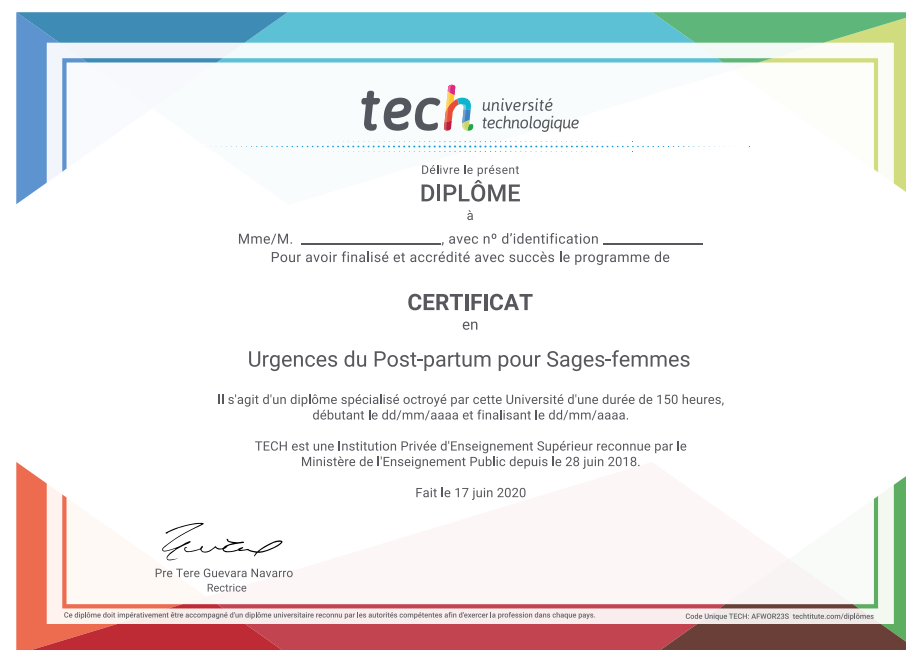 tech université
technologique
Délivre le présent
DIPLÔME
à
Mme/M. ____________________, avec nº d'identification ______________
Pour avoir finalisé et accrédité avec succès le programme de
CERTIFICAT
en
Urgences du Post-partum pour Sages-femmes
Il s'agit d'un diplôme spécialisé octroyé par cette Université d'une durée de 150 heures,
débutant le dd/mm/aaaa et finalisant le dd/mm/aaaa.
TECH est une Institution Privée d'Enseignement Supérieur reconnue par le
Ministère de l'Enseignement Public depuis le 28 juin 2018.
Fait le 17 juin 2020
Pre Tere Guevara Navarro
Rectrice
Ce diplôme doit impérativement être accompagné d'un diplôme universitaire reconnu par les autorités compétentes afin d'exercer la profession dans chaque pays.
Code Unique TECH: AFWOR23S techtitute.com/diplômes